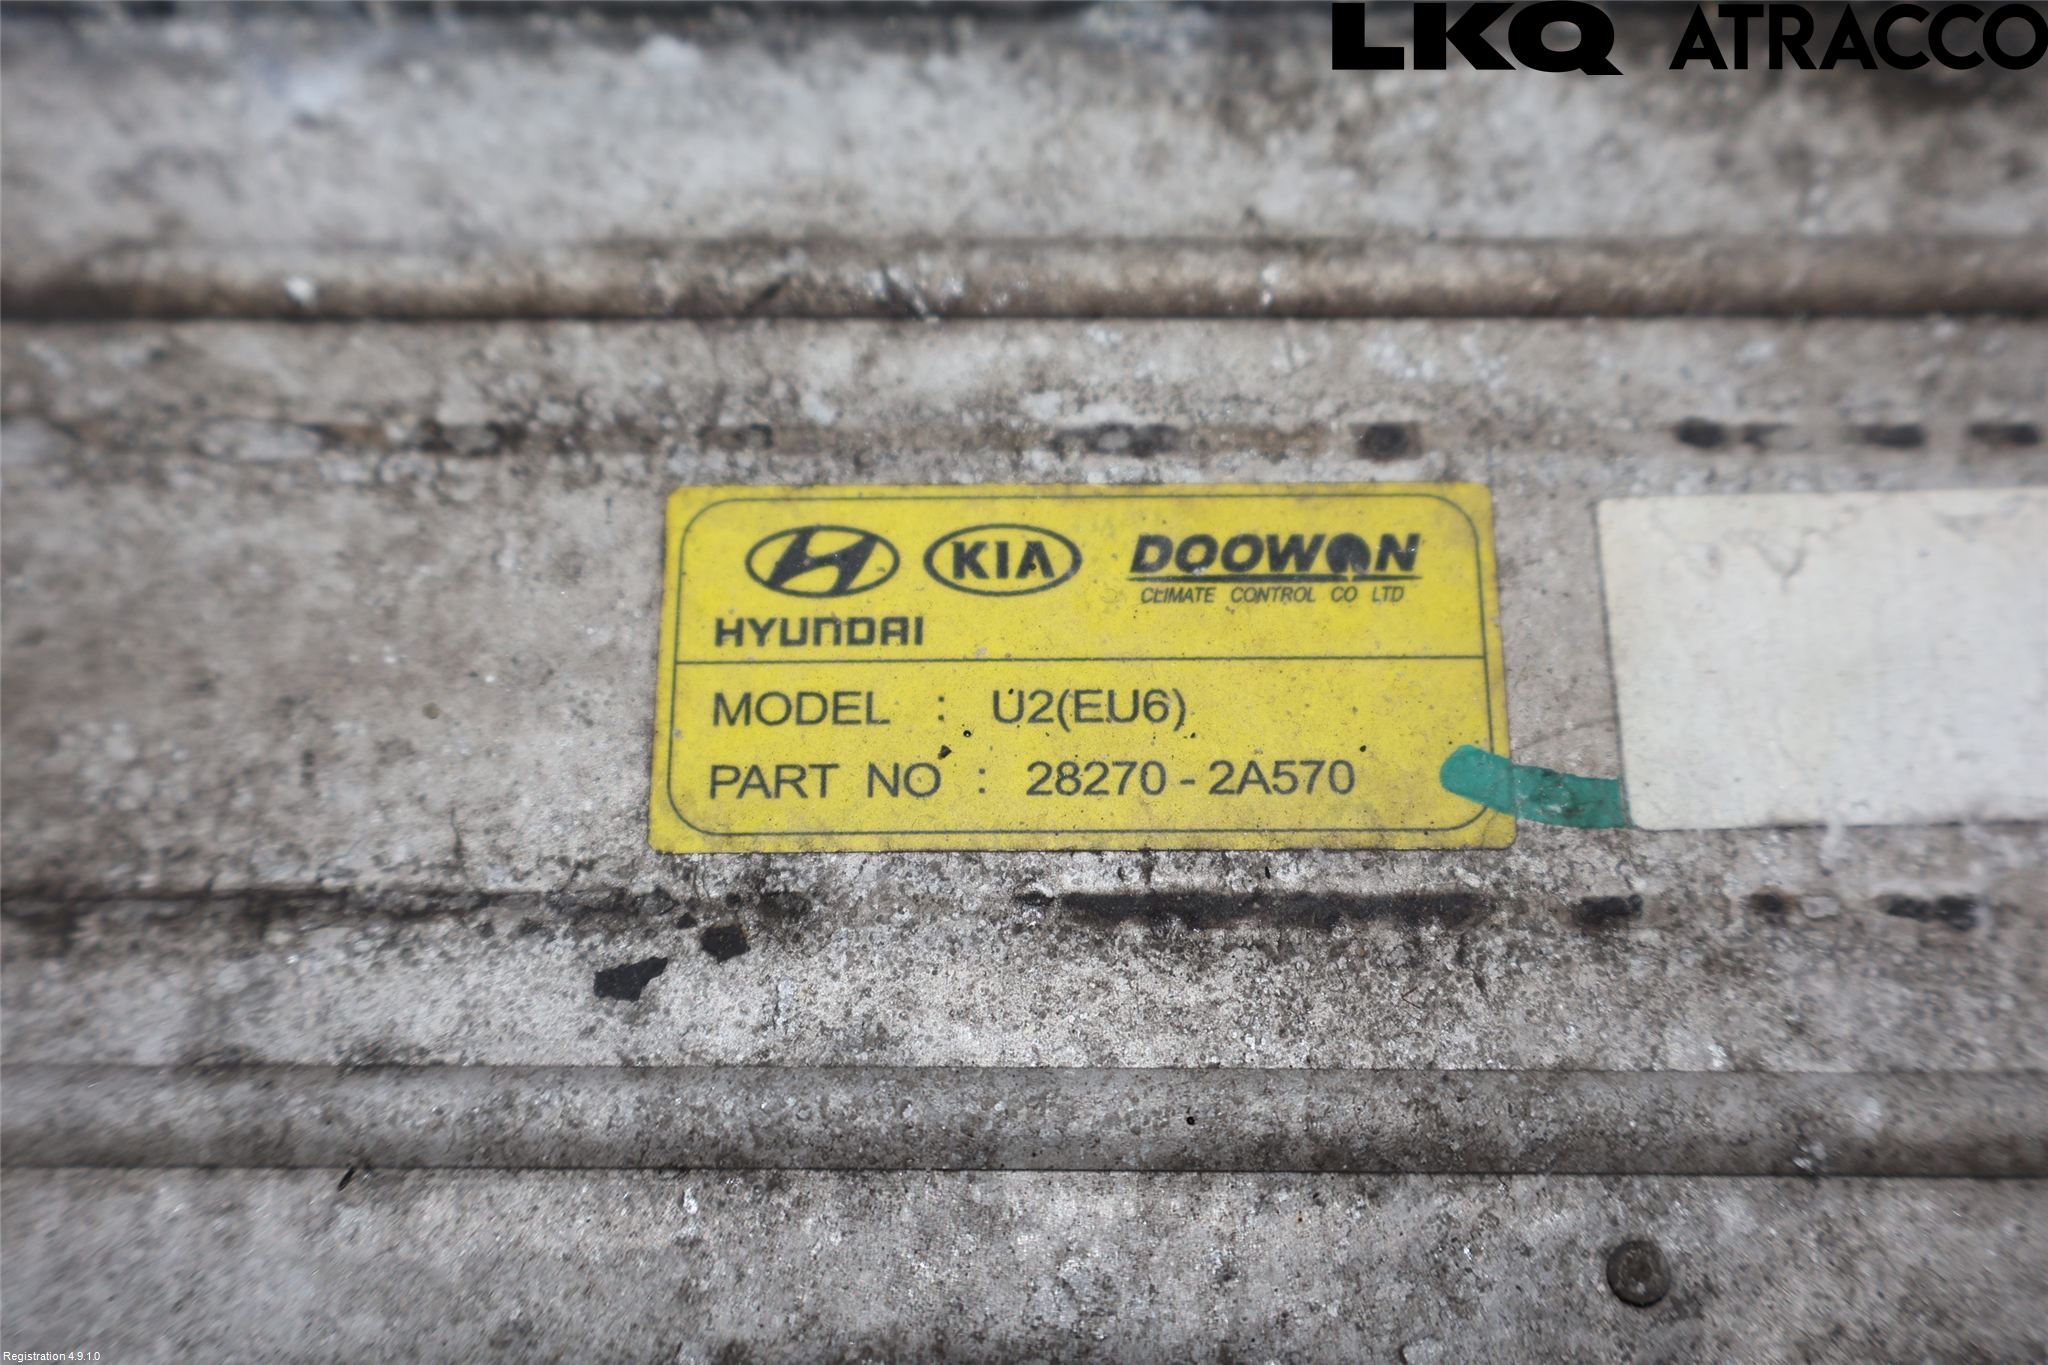 LKQ ATRACCO
KIA DOOWON
CLIMATE CONTROL CO LTD
HYUNDAI
MODEL : U2(EU6)
PART NO : 28270-2A570
Registration 4.9.1.0